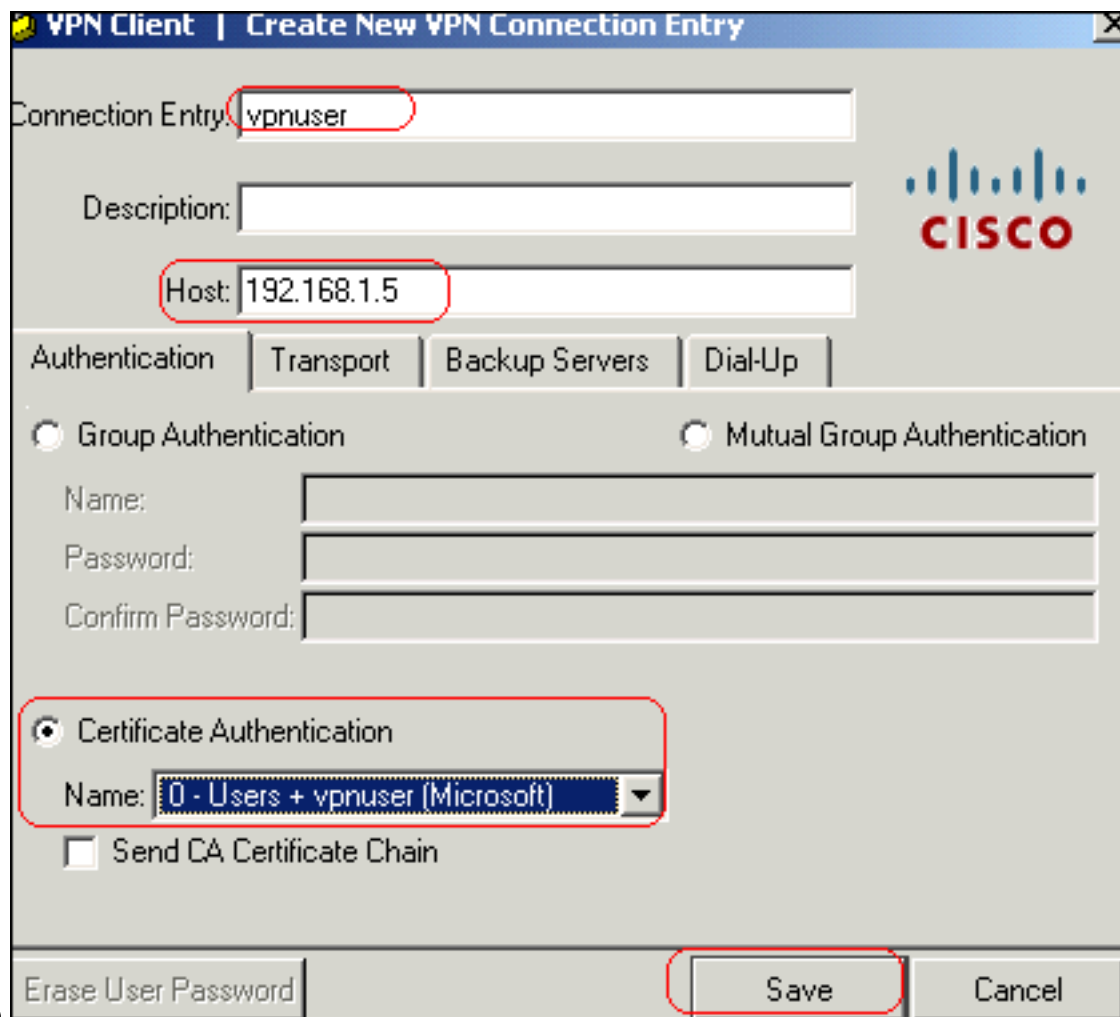 VPN Client | Create New VPN Connection Entry
Connection Entry: vpnuser
Description:
CISCO
Host: 192.168.1.5
Authentication Transport Backup Servers Dial-Up
Group Authentication Mutual Group Authentication
Name:
Password:
Confirm Password:
Certificate Authentication
Name: 0 - Users + vpnuser (Microsoft)
Send CA Certificate Chain
Erase User Password Save Cancel